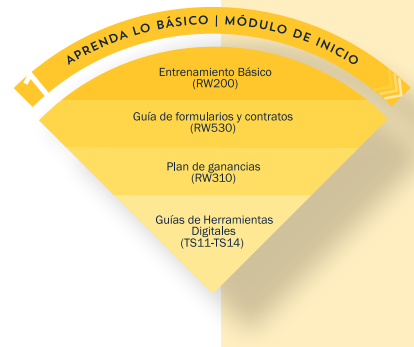 1
APRENDA LO BÁSICO | MÓDULO DE INICIO
Entrenamiento Básico
(RW200)
Guía de formularios y contratos
(RW530)
Plan de ganancias
(RW310)
Guías de Herramientas
Digitales
(TS11-TS14)